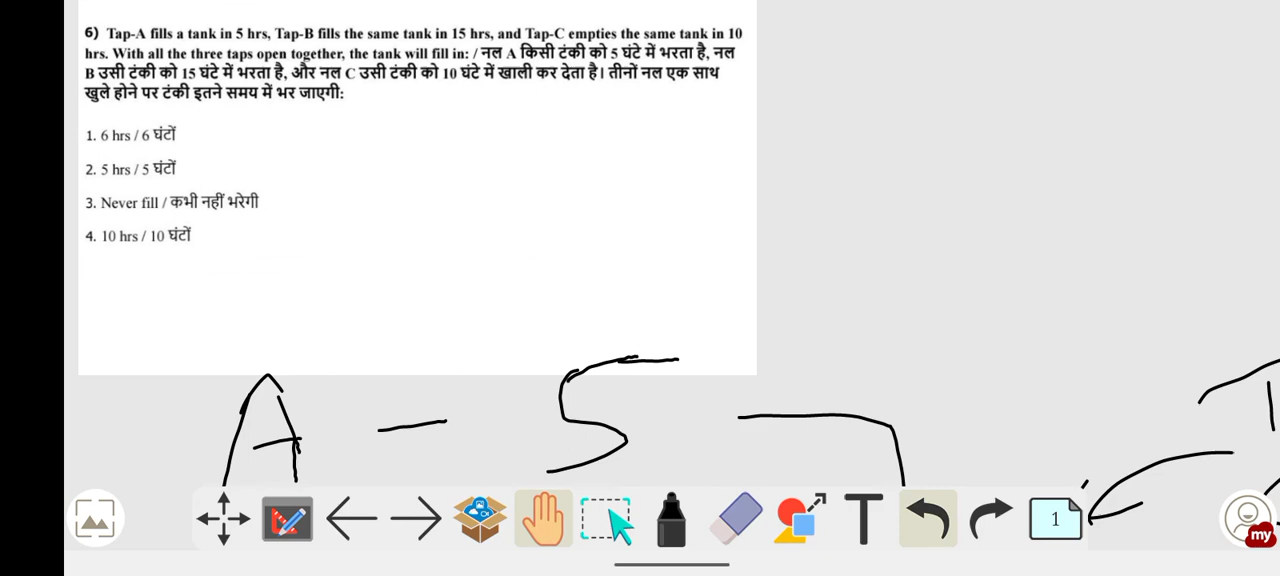 6) Tap-A fills a tank in 5 hrs, Tap-B fills the same tank in 15 hrs, and Tap-C empties the same tank in 10
hrs. With all the three taps open together, the tank will fill in: / नल A किसी टंकी को 5 घंटे में भरता है, नल
B उसी टंकी को 15 घंटे में भरता है, और नल C उसी टंकी को 10 घंटे में खाली कर देता है। तीनों नल एक साथ
खुले होने पर टंकी इतने समय में भर जाएगी:
1. 6 hrs / 6 घंटों
2. 5 hrs / 5 घंटों
3. Never fill / कभी नहीं भरेगी
4. 10 hrs / 10 घंटों
A - 5
T
1
my